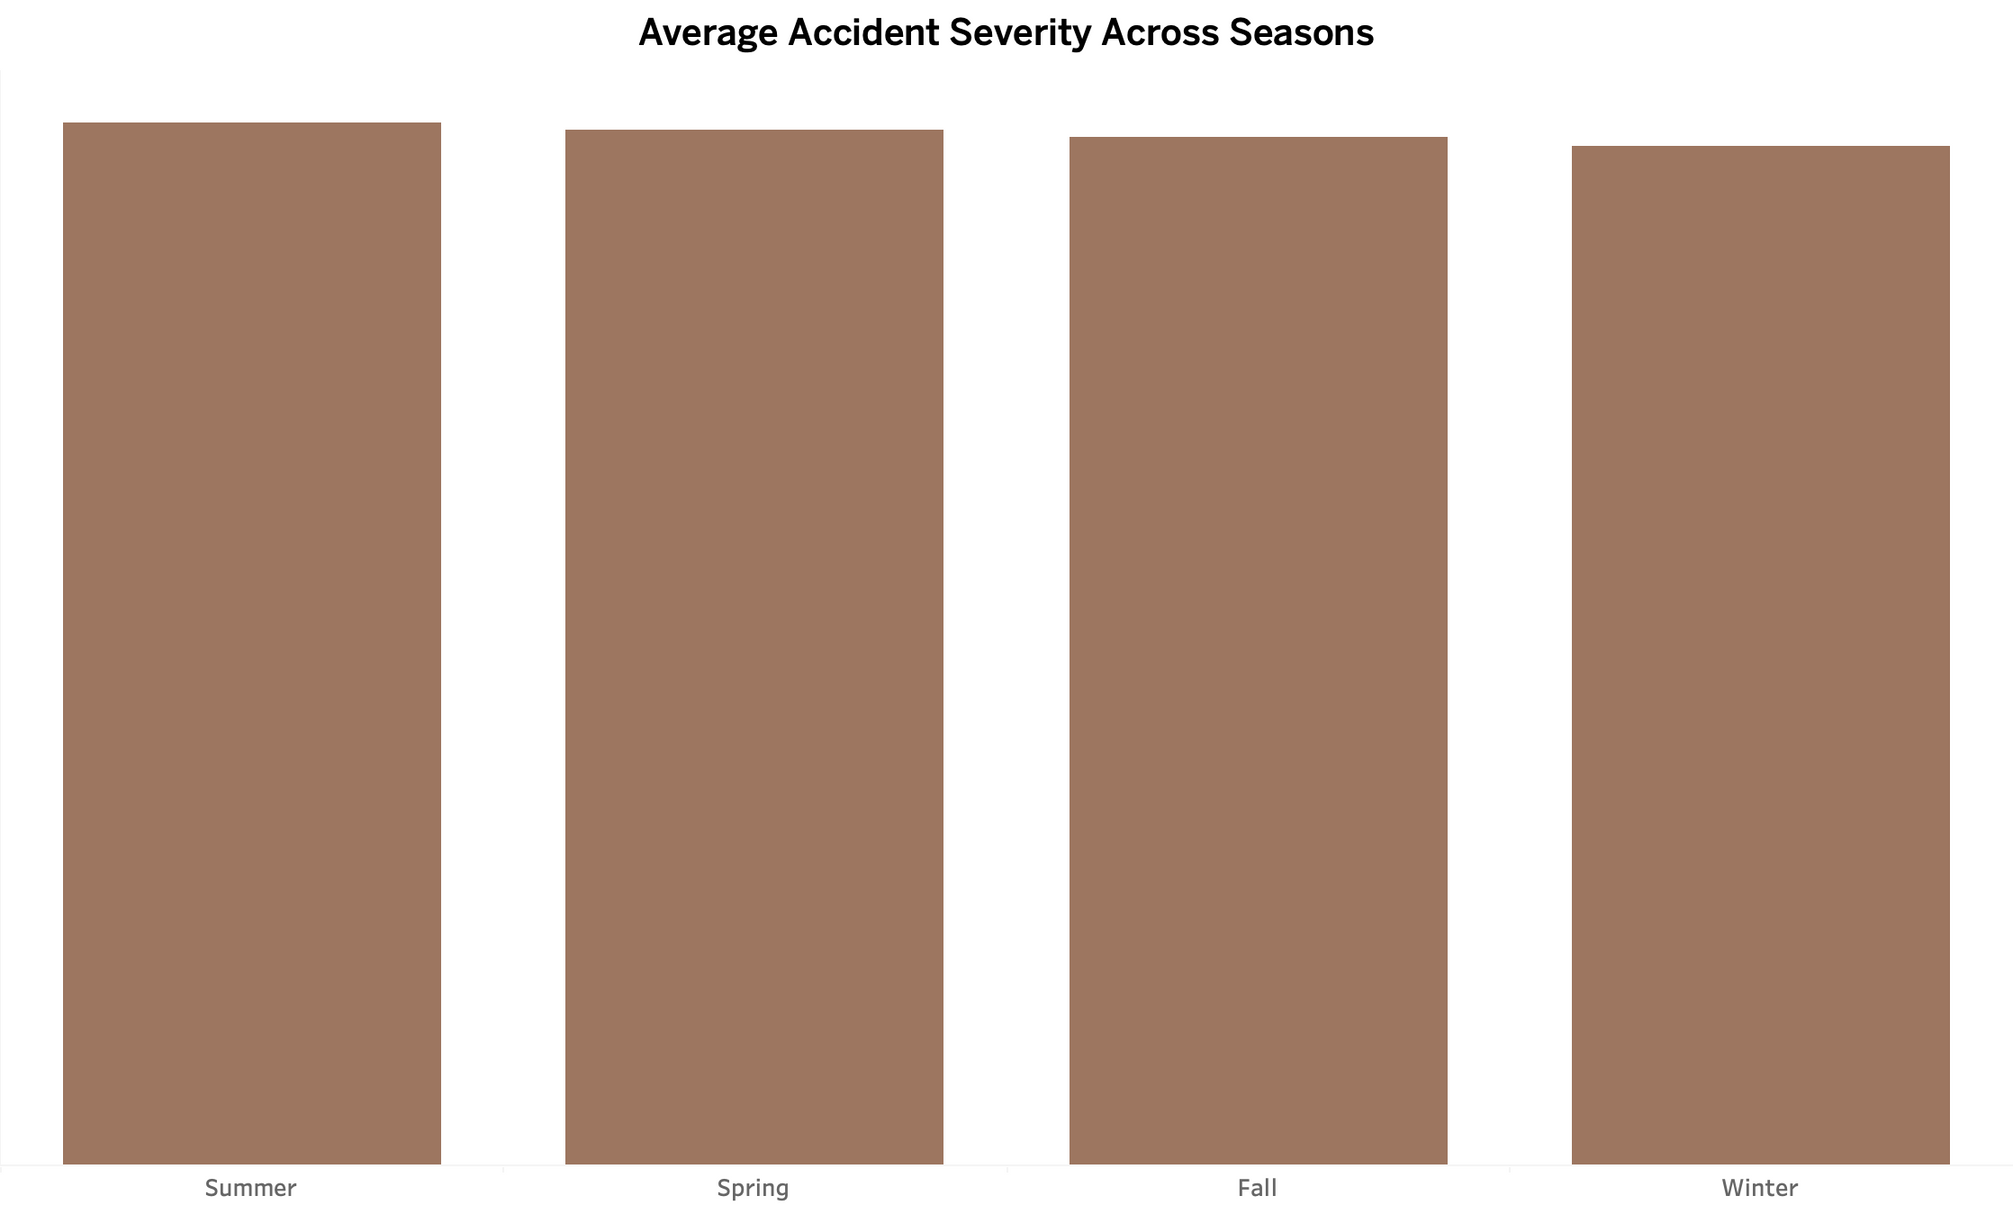 Average Accident Severity Across Seasons
Summer
Spring
Fall
Winter